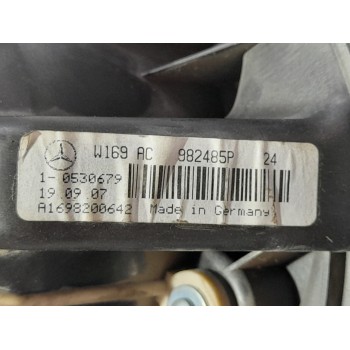 W169 AC 982485P 24
1-0530679
19.09.07
A1698200642 Made in Germany